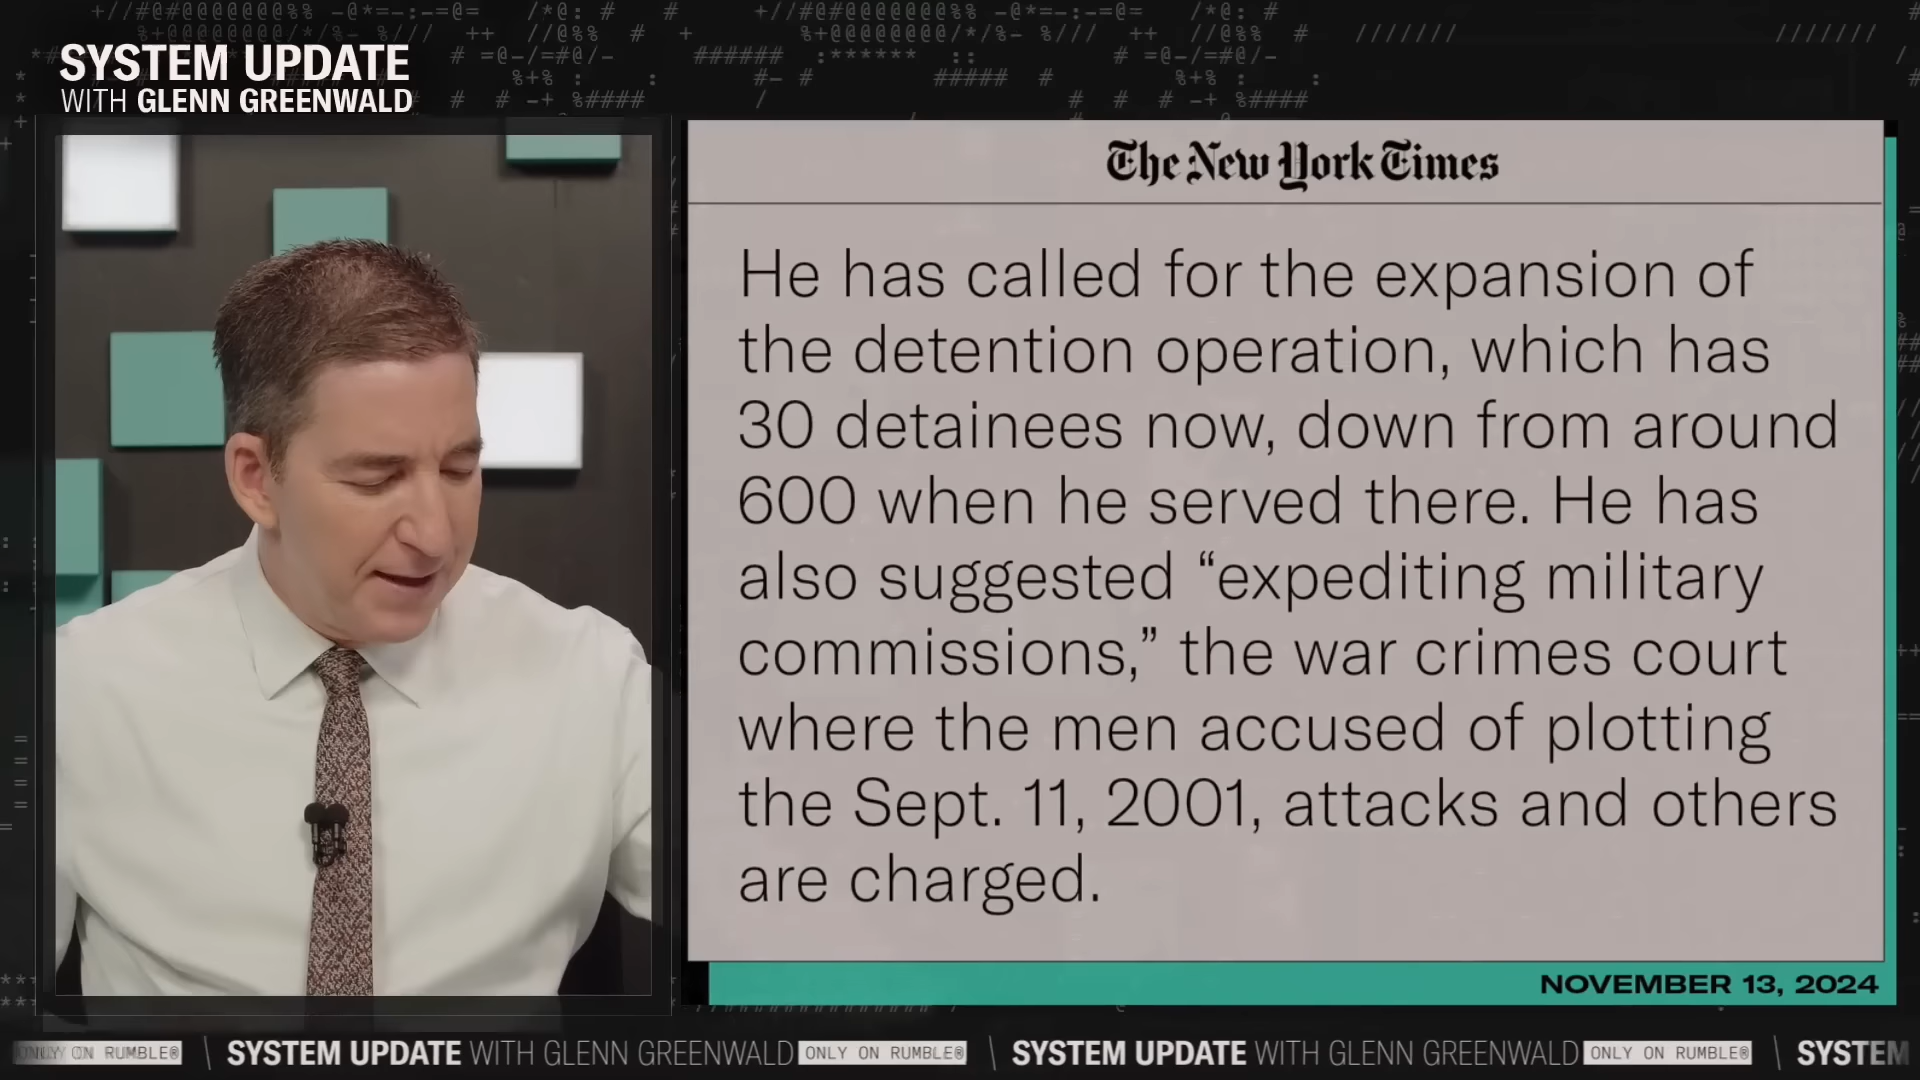 SYSTEM UPDATE
WITH GLENN GREENWALD
The New York Times
He has called for the expansion of
the detention operation, which has
30 detainees now, down from around
600 when he served there. He has
also suggested “expediting military
commissions,” the war crimes court
where the men accused of plotting
the Sept. 11, 2001, attacks and others
are charged.
NOVEMBER 13, 2024
ONLY ON RUMBLE® \ SYSTEM UPDATE WITH GLENN GREENWALD ONLY ON RUMBLE® \ SYSTEM UPDATE WITH GLENN GREENWALD ONLY ON RUMBLE® \ SYSTEM